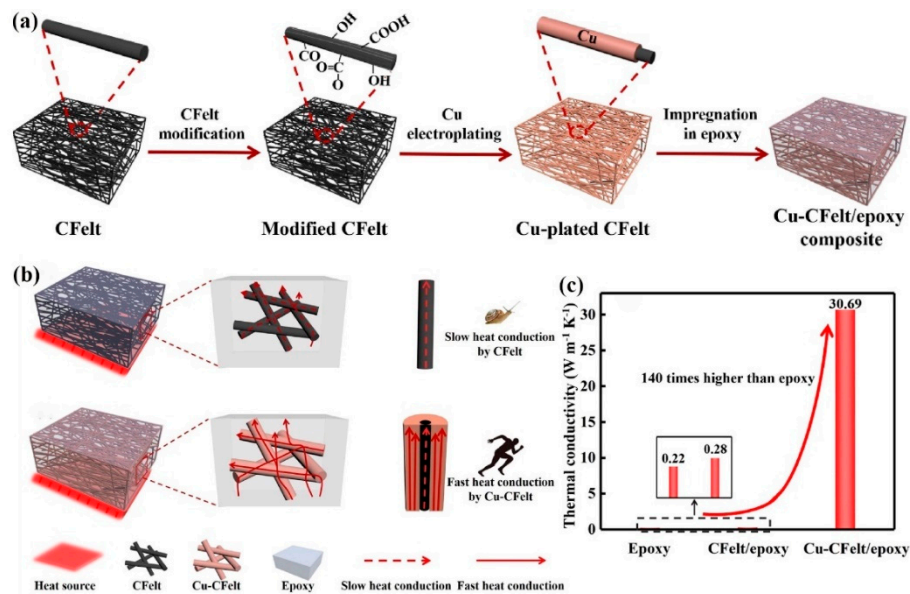 (a)
OH
COOH
CO
O=C
O
OH
Cu
CFelt
modification
Cu
electroplating
Impregnation
in epoxy
CFelt
Modified CFelt
Cu-plated CFelt
Cu-CFelt/epoxy
composite
(b)
Slow heat conduction
by CFelt
Fast heat conduction
by Cu-CFelt
Heat source
CFelt
Cu-CFelt
Epoxy
Slow heat conduction
Fast heat conduction
(c)
Thermal conductivity (W m⁻¹ K⁻¹)
30
25
20
15
10
5
0
30.69
140 times higher than epoxy
0.22
0.28
Epoxy
CFelt/epoxy
Cu-CFelt/epoxy